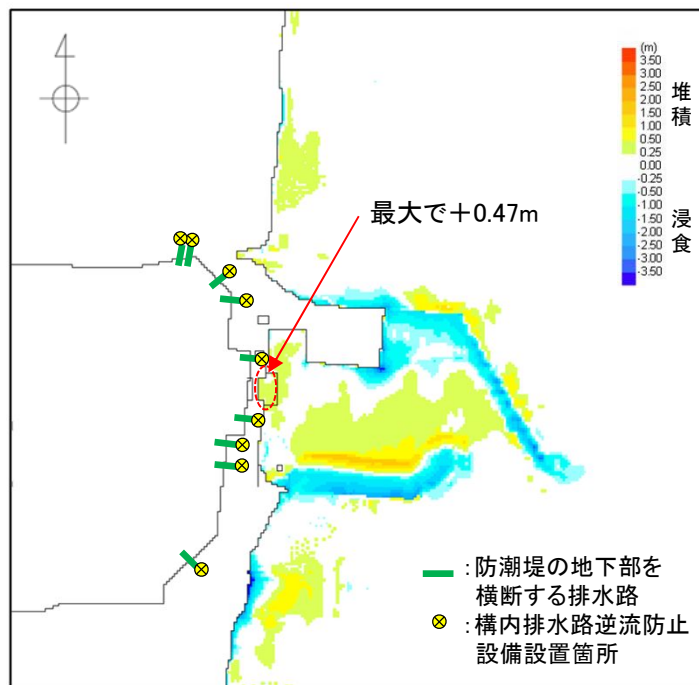 (m)
3.50
3.00
2.50
2.00
1.50
1.00
0.50
0.25
0.00
-0.25
-0.50
-1.00
-1.50
-2.00
-2.50
-3.00
-3.50
堆積
浸食
最大で＋0.47m
：防潮堤の地下部を
横断する排水路
：構内排水路逆流防止
設備設置箇所